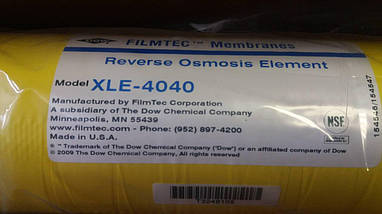 FILMTEC™ Membranes
Reverse Osmosis Element
Model XLE-4040
Manufactured by FilmTec Corporation
A subsidiary of The Dow Chemical Company
Minneapolis, MN 55439
www.filmtec.com - Phone: (952) 897-4200
Made in U.S.A.
® ™ Trademark of The Dow Chemical Company ("Dow") or an affiliated company of Dow
© 2009 The Dow Chemical Company, All rights reserved
NSF